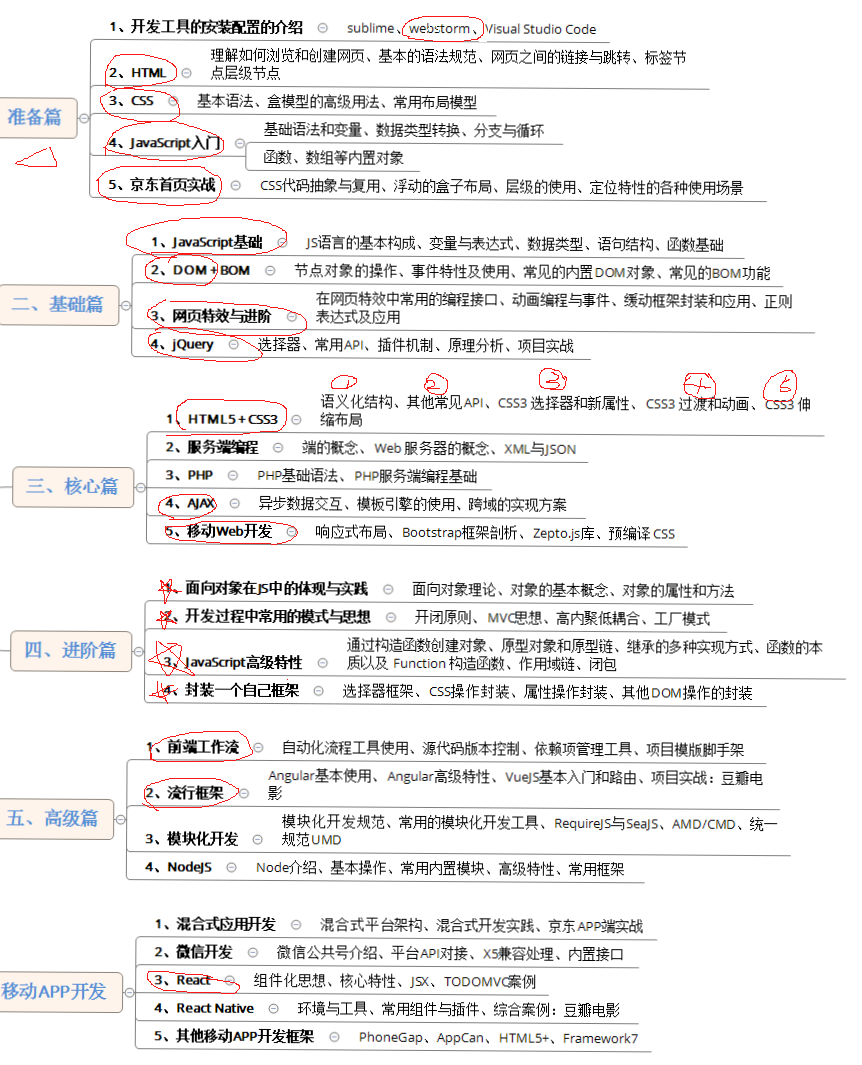 准备篇
1、开发工具的安装配置的介绍 sublime、webstorm、Visual Studio Code
2、HTML 理解如何浏览和创建网页、基本的语法规范、网页之间的链接与跳转、标签节
点层级节点
3、CSS 基本语法、盒模型的高级用法、常用布局模型
4、JavaScript入门 基础语法和变量、数据类型转换、分支与循环
函数、数组等内置对象
5、京东首页实战 CSS代码抽象与复用、浮动的盒子布局、层级的使用、定位特性的各种使用场景
二、基础篇
1、JavaScript基础 JS语言的基本构成、变量与表达式、数据类型、语句结构、函数基础
2、DOM+BOM 节点对象的操作、事件特性及使用、常见的内置DOM对象、常见的BOM功能
3、网页特效与进阶 在网页特效中常用的编程接口、动画编程与事件、缓动框架封装和应用、正则
表达式及应用
4、jQuery 选择器、常用API、插件机制、原理分析、项目实战
三、核心篇
1 2 3 4 5
1、HTML5+CSS3 语义化结构、其他常见API、CSS3 选择器和新属性、CSS3 过渡和动画、CSS3 伸
缩布局
2、服务端编程 端的概念、Web 服务器的概念、XML与JSON
3、PHP PHP基础语法、PHP服务端编程基础
4、AJAX 异步数据交互、模板引擎的使用、跨域的实现方案
5、移动Web开发 响应式布局、Bootstrap框架剖析、Zepto.js库、预编译 CSS
四、进阶篇
1、面向对象在JS中的体现与实践 面向对象理论、对象的基本概念、对象的属性和方法
2、开发过程中常用的模式与思想 开闭原则、MVC思想、高内聚低耦合、工厂模式
3、JavaScript高级特性 通过构造函数创建对象、原型对象和原型链、继承的多种实现方式、函数的本
质以及 Function 构造函数、作用域链、闭包
4、封装一个自己框架 选择器框架、CSS操作封装、属性操作封装、其他DOM操作的封装
五、高级篇
1、前端工作流 自动化流程工具使用、源代码版本控制、依赖项管理工具、项目模版脚手架
2、流行框架 Angular基本使用、Angular高级特性、VueJS基本入门和路由、项目实战：豆瓣电
影
3、模块化开发 模块化开发规范、常用的模块化开发工具、RequireJS与SeaJS、AMD/CMD、统一
规范UMD
4、NodeJS Node介绍、基本操作、常用内置模块、高级特性、常用框架
移动APP开发
1、混合式应用开发 混合式平台架构、混合式开发实践、京东APP端实战
2、微信开发 微信公共号介绍、平台API对接、X5兼容处理、内置接口
3、React 组件化思想、核心特性、JSX、TODOMVC案例
4、React Native 环境与工具、常用组件与插件、综合案例：豆瓣电影
5、其他移动APP开发框架 PhoneGap、AppCan、HTML5+、Framework7